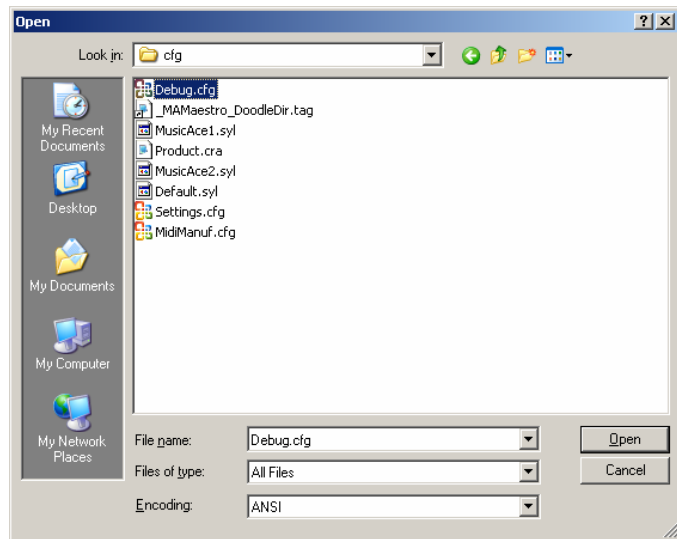 Open
Look in:
cfg
My Recent
Documents
Desktop
My Documents
My Computer
My Network
Places
Debug.cfg
_MAMaestro_DoodleDir.tag
MusicAce1.syl
Product.cra
MusicAce2.syl
Default.syl
Settings.cfg
MidiManuf.cfg
File name:
Debug.cfg
Open
Files of type:
All Files
Cancel
Encoding:
ANSI